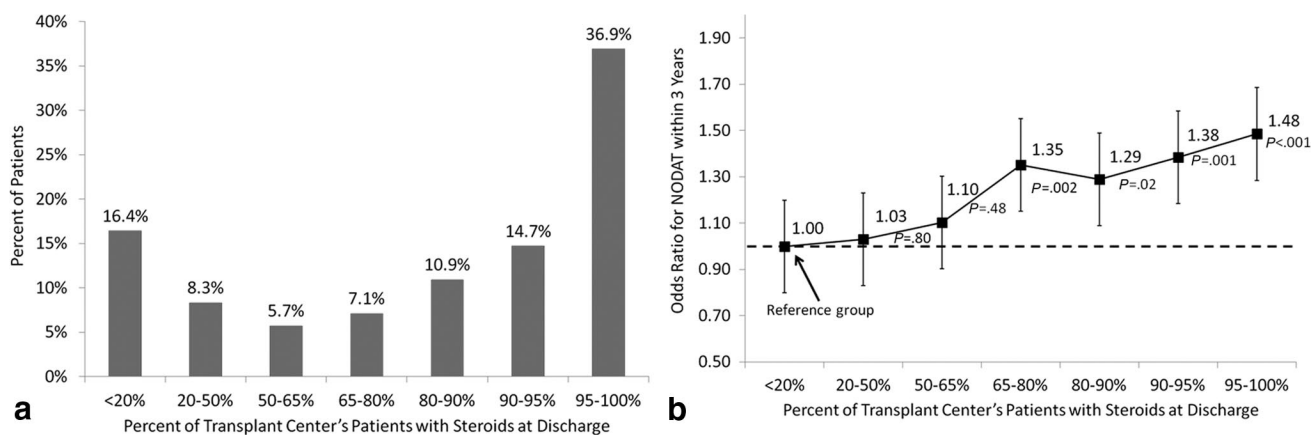 40%
35%
30%
25%
20%
15%
10%
5%
0%
Percent of Patients
16.4%
8.3%
5.7%
7.1%
10.9%
14.7%
36.9%
<20% 20-50% 50-65% 65-80% 80-90% 90-95% 95-100%
Percent of Transplant Center's Patients with Steroids at Discharge
a
1.90
1.70
1.50
1.30
1.10
0.90
0.70
0.50
Odds Ratio for NODAT within 3 Years
1.00
Reference group
1.03
P=.80
1.10
P=.48
1.35
P=.002
1.29
P=.02
1.38
P=.001
1.48
P<.001
<20% 20-50% 50-65% 65-80% 80-90% 90-95% 95-100%
Percent of Transplant Center's Patients with Steroids at Discharge
b